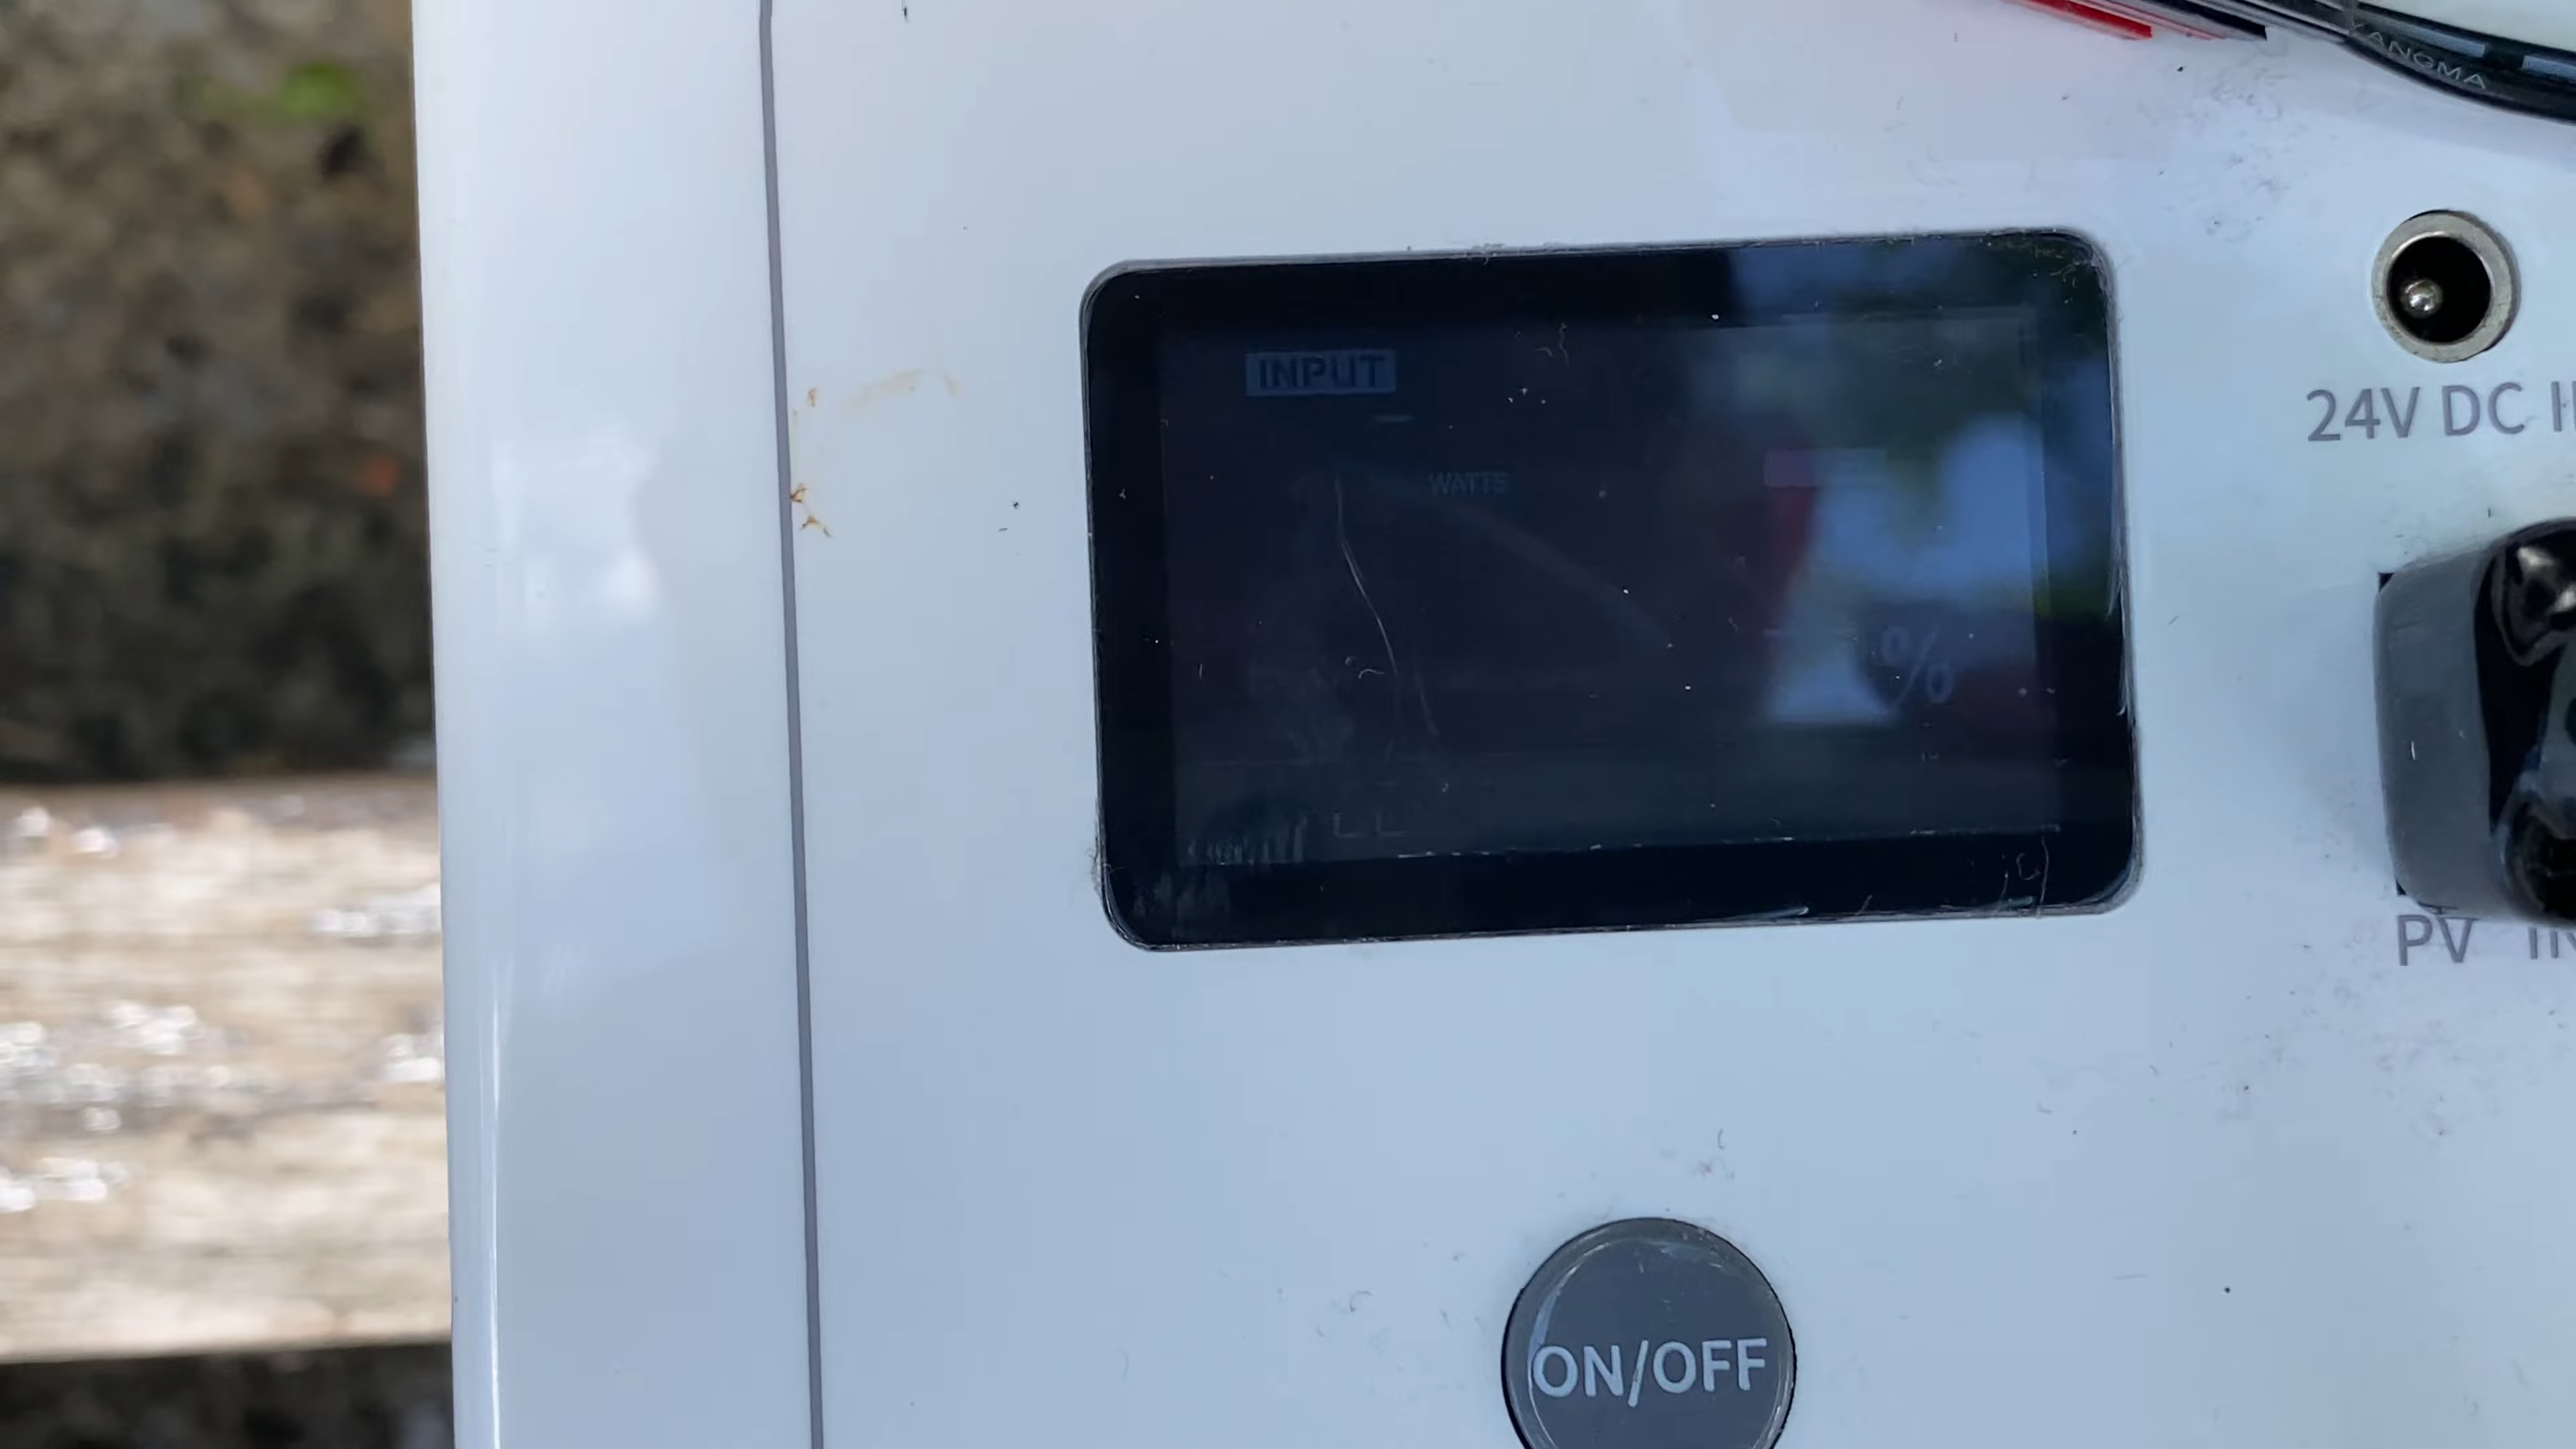 INPUT
WATTS
%
24V DC
PV
ON/OFF